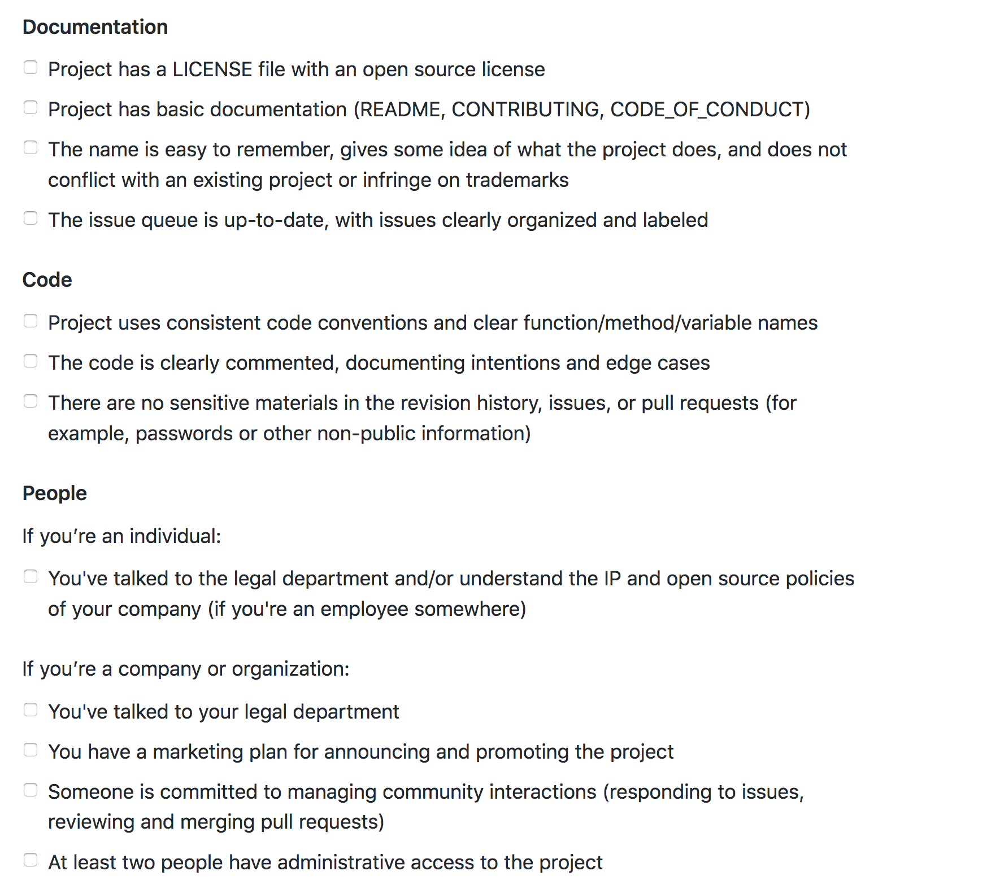 Documentation
Project has a LICENSE file with an open source license
Project has basic documentation (README, CONTRIBUTING, CODE_OF_CONDUCT)
The name is easy to remember, gives some idea of what the project does, and does not
conflict with an existing project or infringe on trademarks
The issue queue is up-to-date, with issues clearly organized and labeled
Code
Project uses consistent code conventions and clear function/method/variable names
The code is clearly commented, documenting intentions and edge cases
There are no sensitive materials in the revision history, issues, or pull requests (for
example, passwords or other non-public information)
People
If you’re an individual:
You've talked to the legal department and/or understand the IP and open source policies
of your company (if you're an employee somewhere)
If you’re a company or organization:
You've talked to your legal department
You have a marketing plan for announcing and promoting the project
Someone is committed to managing community interactions (responding to issues,
reviewing and merging pull requests)
At least two people have administrative access to the project